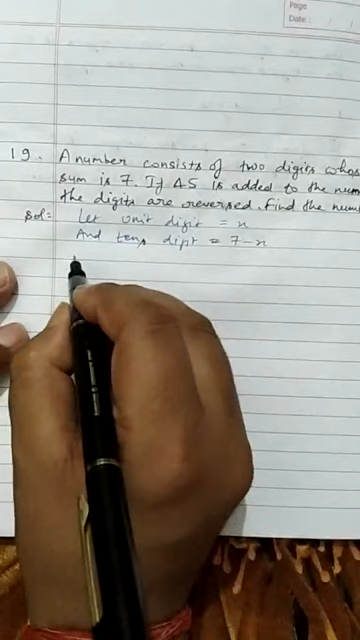 Page
Date :
19. A number consists of two digits whos
sum is 7. If 45 is added to the num
the digits are reversed. Find the num
Sol: Let unit digit = x
And tens digit = 7-x